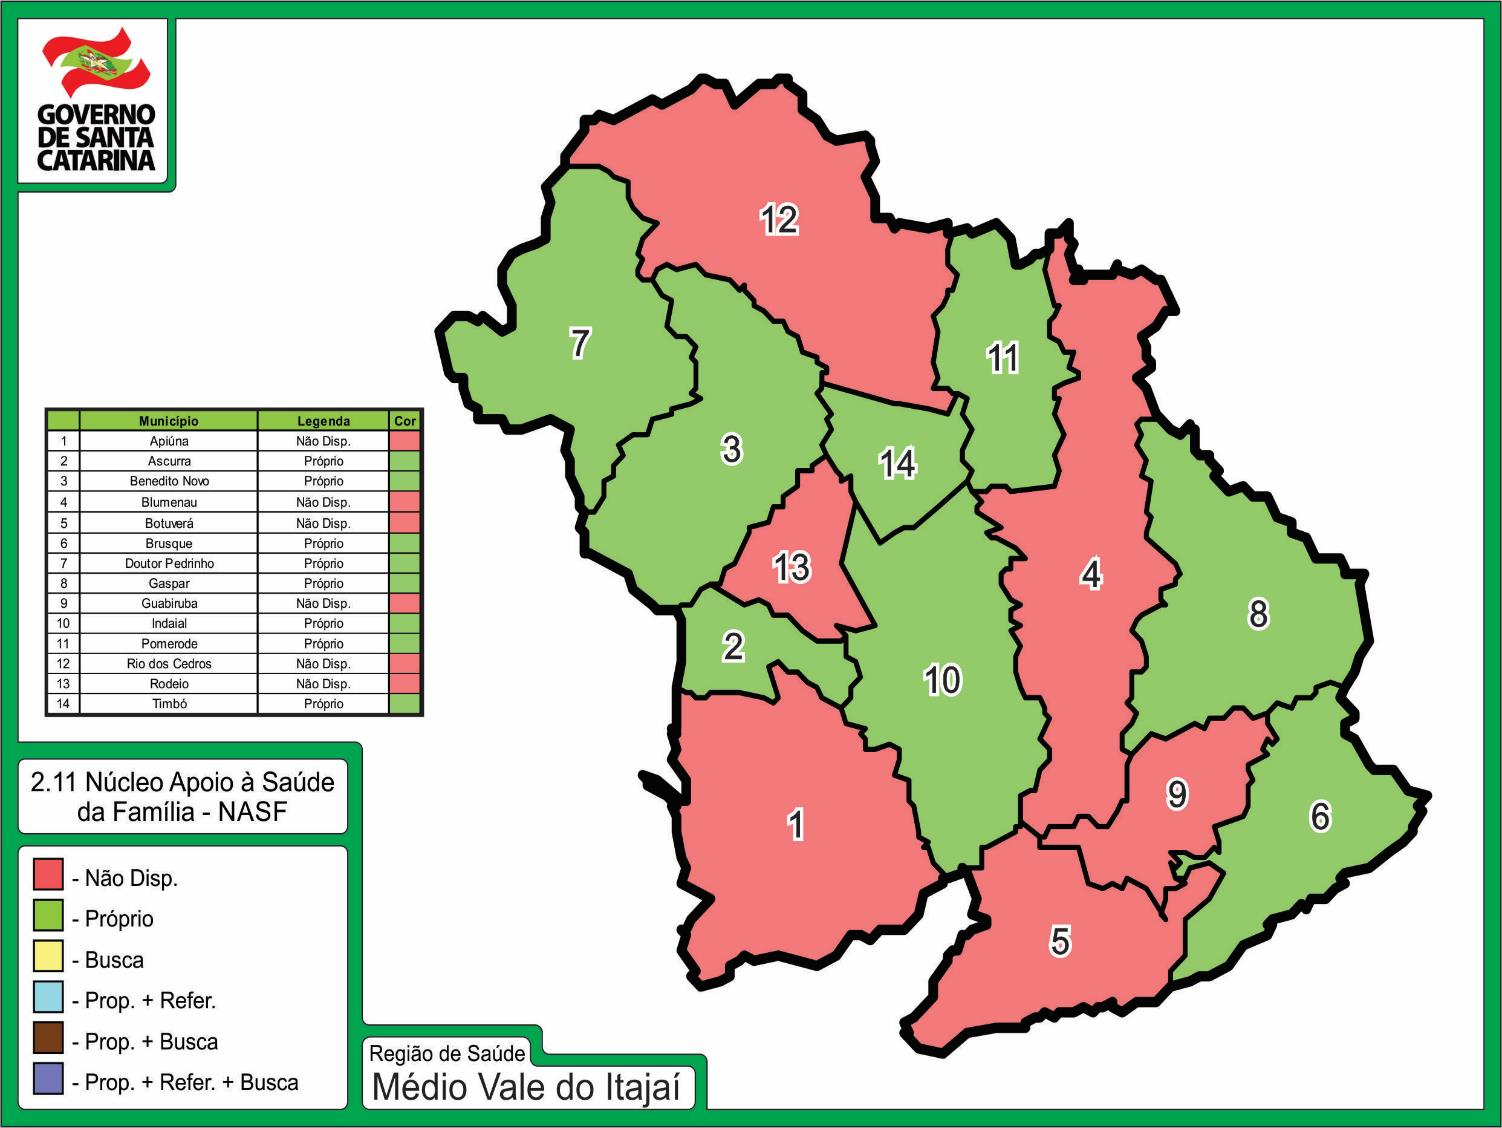 GOVERNO
DE SANTA
CATARINA
12
7
11
3
14
13
4
8
2
10
9
6
1
5
Município Legenda Cor
1 Apiúna Não Disp.
2 Ascurra Próprio
3 Benedito Novo Próprio
4 Blumenau Não Disp.
5 Botuverá Não Disp.
6 Brusque Próprio
7 Doutor Pedrinho Próprio
8 Gaspar Próprio
9 Guabiruba Não Disp.
10 Indaial Próprio
11 Pomerode Próprio
12 Rio dos Cedros Não Disp.
13 Rodeio Não Disp.
14 Timbó Próprio
2.11 Núcleo Apoio à Saúde
da Família - NASF
- Não Disp.
- Próprio
- Busca
- Prop. + Refer.
- Prop. + Busca
- Prop. + Refer. + Busca
Região de Saúde
Médio Vale do Itajaí